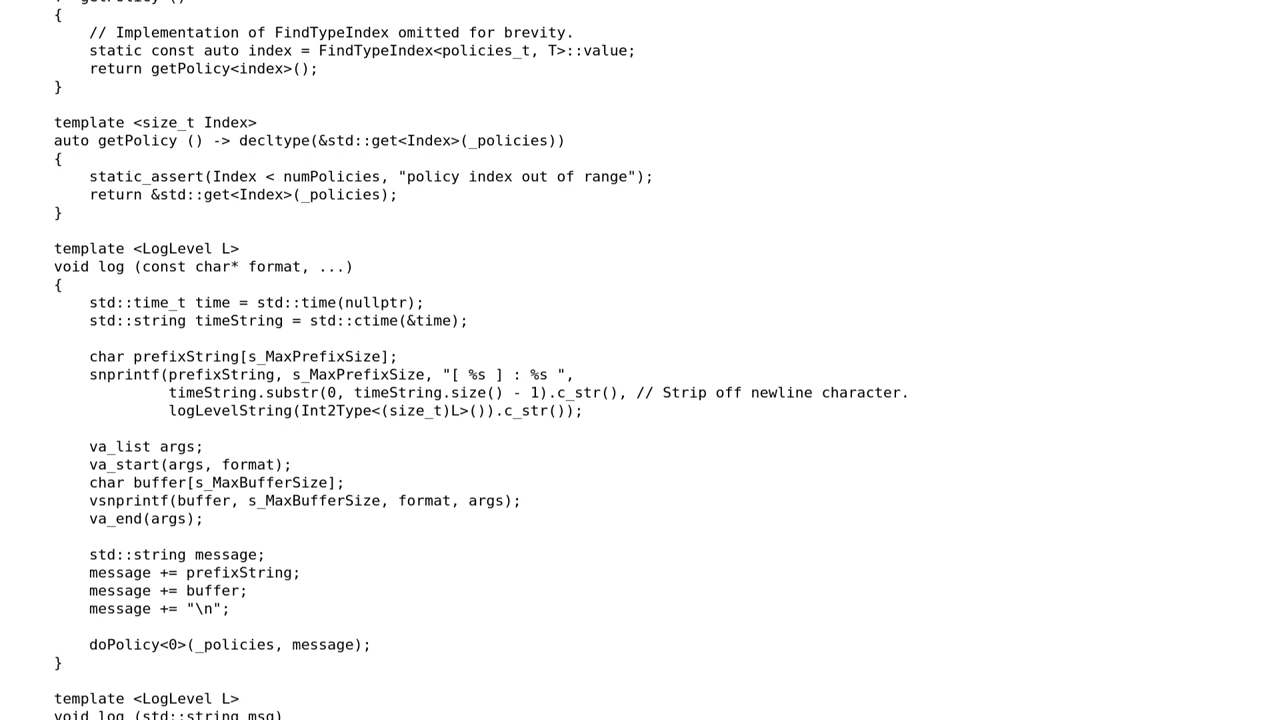 {
    // Implementation of FindTypeIndex omitted for brevity.
    static const auto index = FindTypeIndex<policies_t, T>::value;
    return getPolicy<index>();
}

template <size_t Index>
auto getPolicy () -> decltype(&std::get<Index>(_policies))
{
    static_assert(Index < numPolicies, "policy index out of range");
    return &std::get<Index>(_policies);
}

template <LogLevel L>
void log (const char* format, ...)
{
    std::time_t time = std::time(nullptr);
    std::string timeString = std::ctime(&time);

    char prefixString[s_MaxPrefixSize];
    snprintf(prefixString, s_MaxPrefixSize, "[ %s ] : %s ",
             timeString.substr(0, timeString.size() - 1).c_str(), // Strip off newline character.
             logLevelString(Int2Type<(size_t)L>()).c_str());

    va_list args;
    va_start(args, format);
    char buffer[s_MaxBufferSize];
    vsnprintf(buffer, s_MaxBufferSize, format, args);
    va_end(args);

    std::string message;
    message += prefixString;
    message += buffer;
    message += "\n";

    doPolicy<0>(_policies, message);
}

template <LogLevel L>
void log (std::string msg)